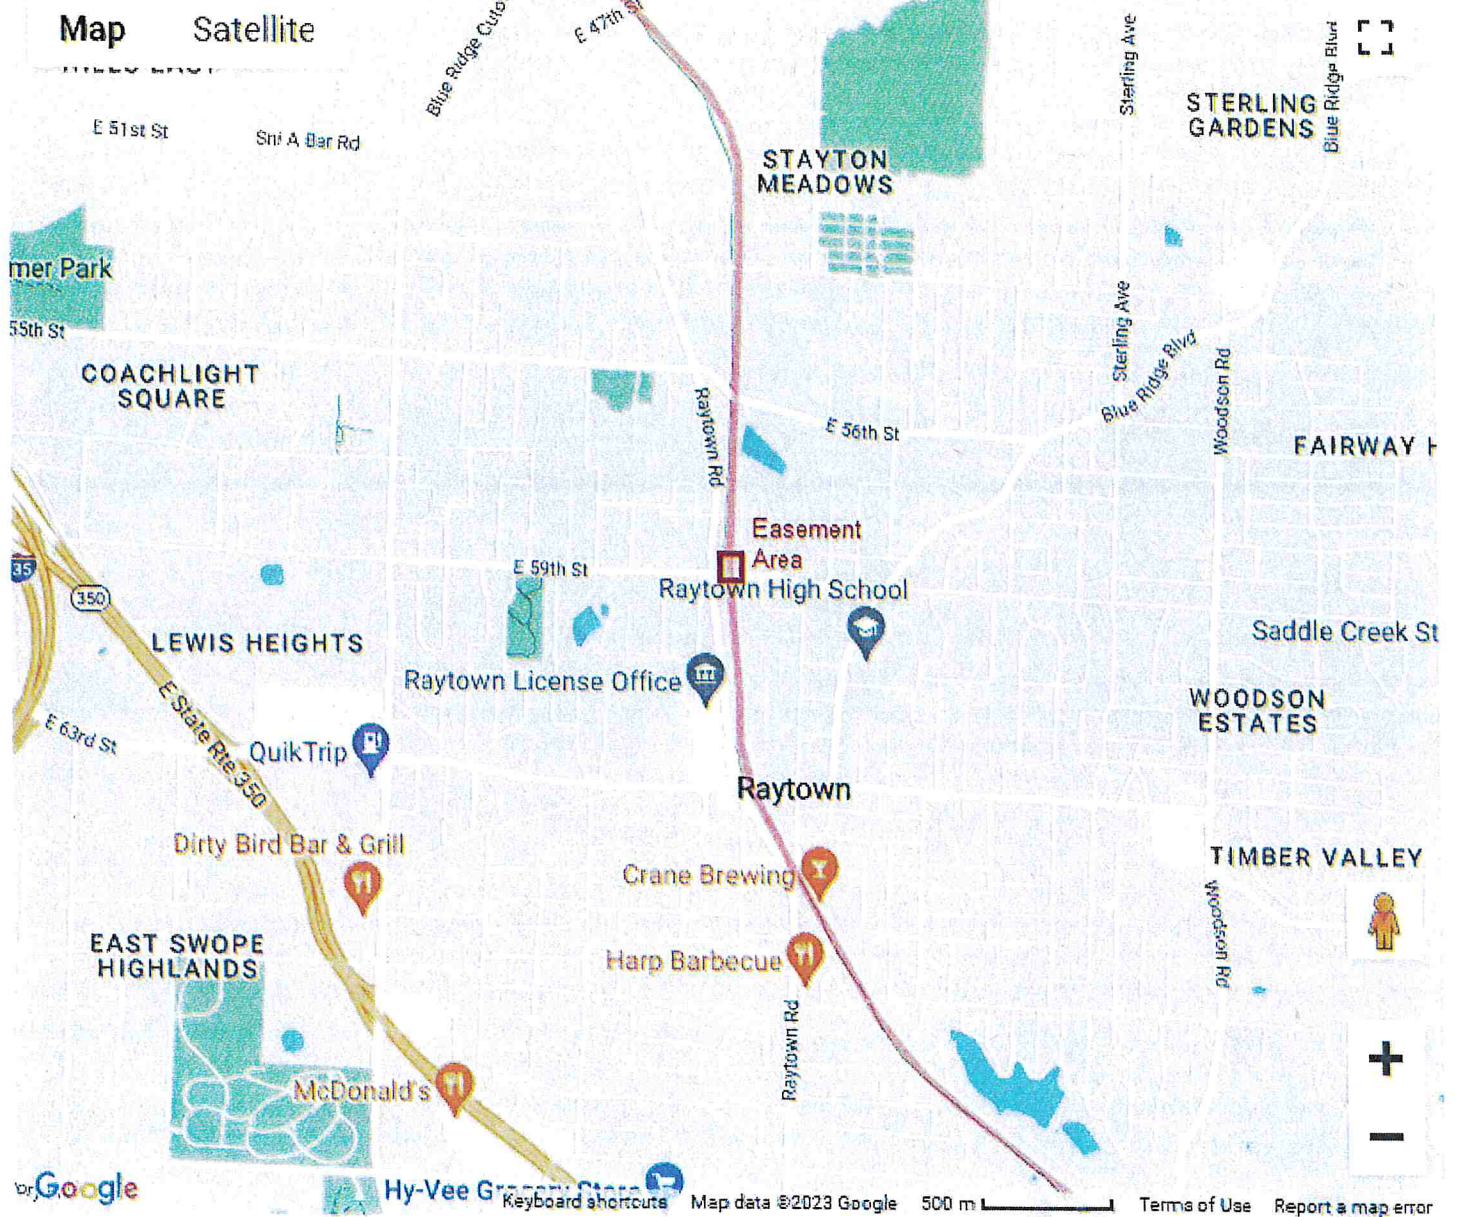 Map Satellite
E 47th St
Sterling Ave
Blue Ridge Blvd
STERLING
GARDENS
E 51st St
Sni A Bar Rd
STAYTON
MEADOWS
mer Park
55th St
Sterling Ave
Blue Ridge Blvd
Woodson Rd
COACHLIGHT
SQUARE
Raytown Rd
E 56th St
FAIRWAY H
Easement
Area
35
E 59th St
Raytown High School
350
LEWIS HEIGHTS
Saddle Creek St
Raytown License Office
E State Rte 350
WOODSON
ESTATES
E 63rd St
QuikTrip
Raytown
Dirty Bird Bar & Grill
TIMBER VALLEY
Crane Brewing
Woodson Rd
EAST SWOPE
HIGHLANDS
Harp Barbecue
Raytown Rd
McDonald's
Google
Hy-Vee Grocery Store
Keyboard shortcuts Map data ©2023 Google 500 m Terms of Use Report a map error